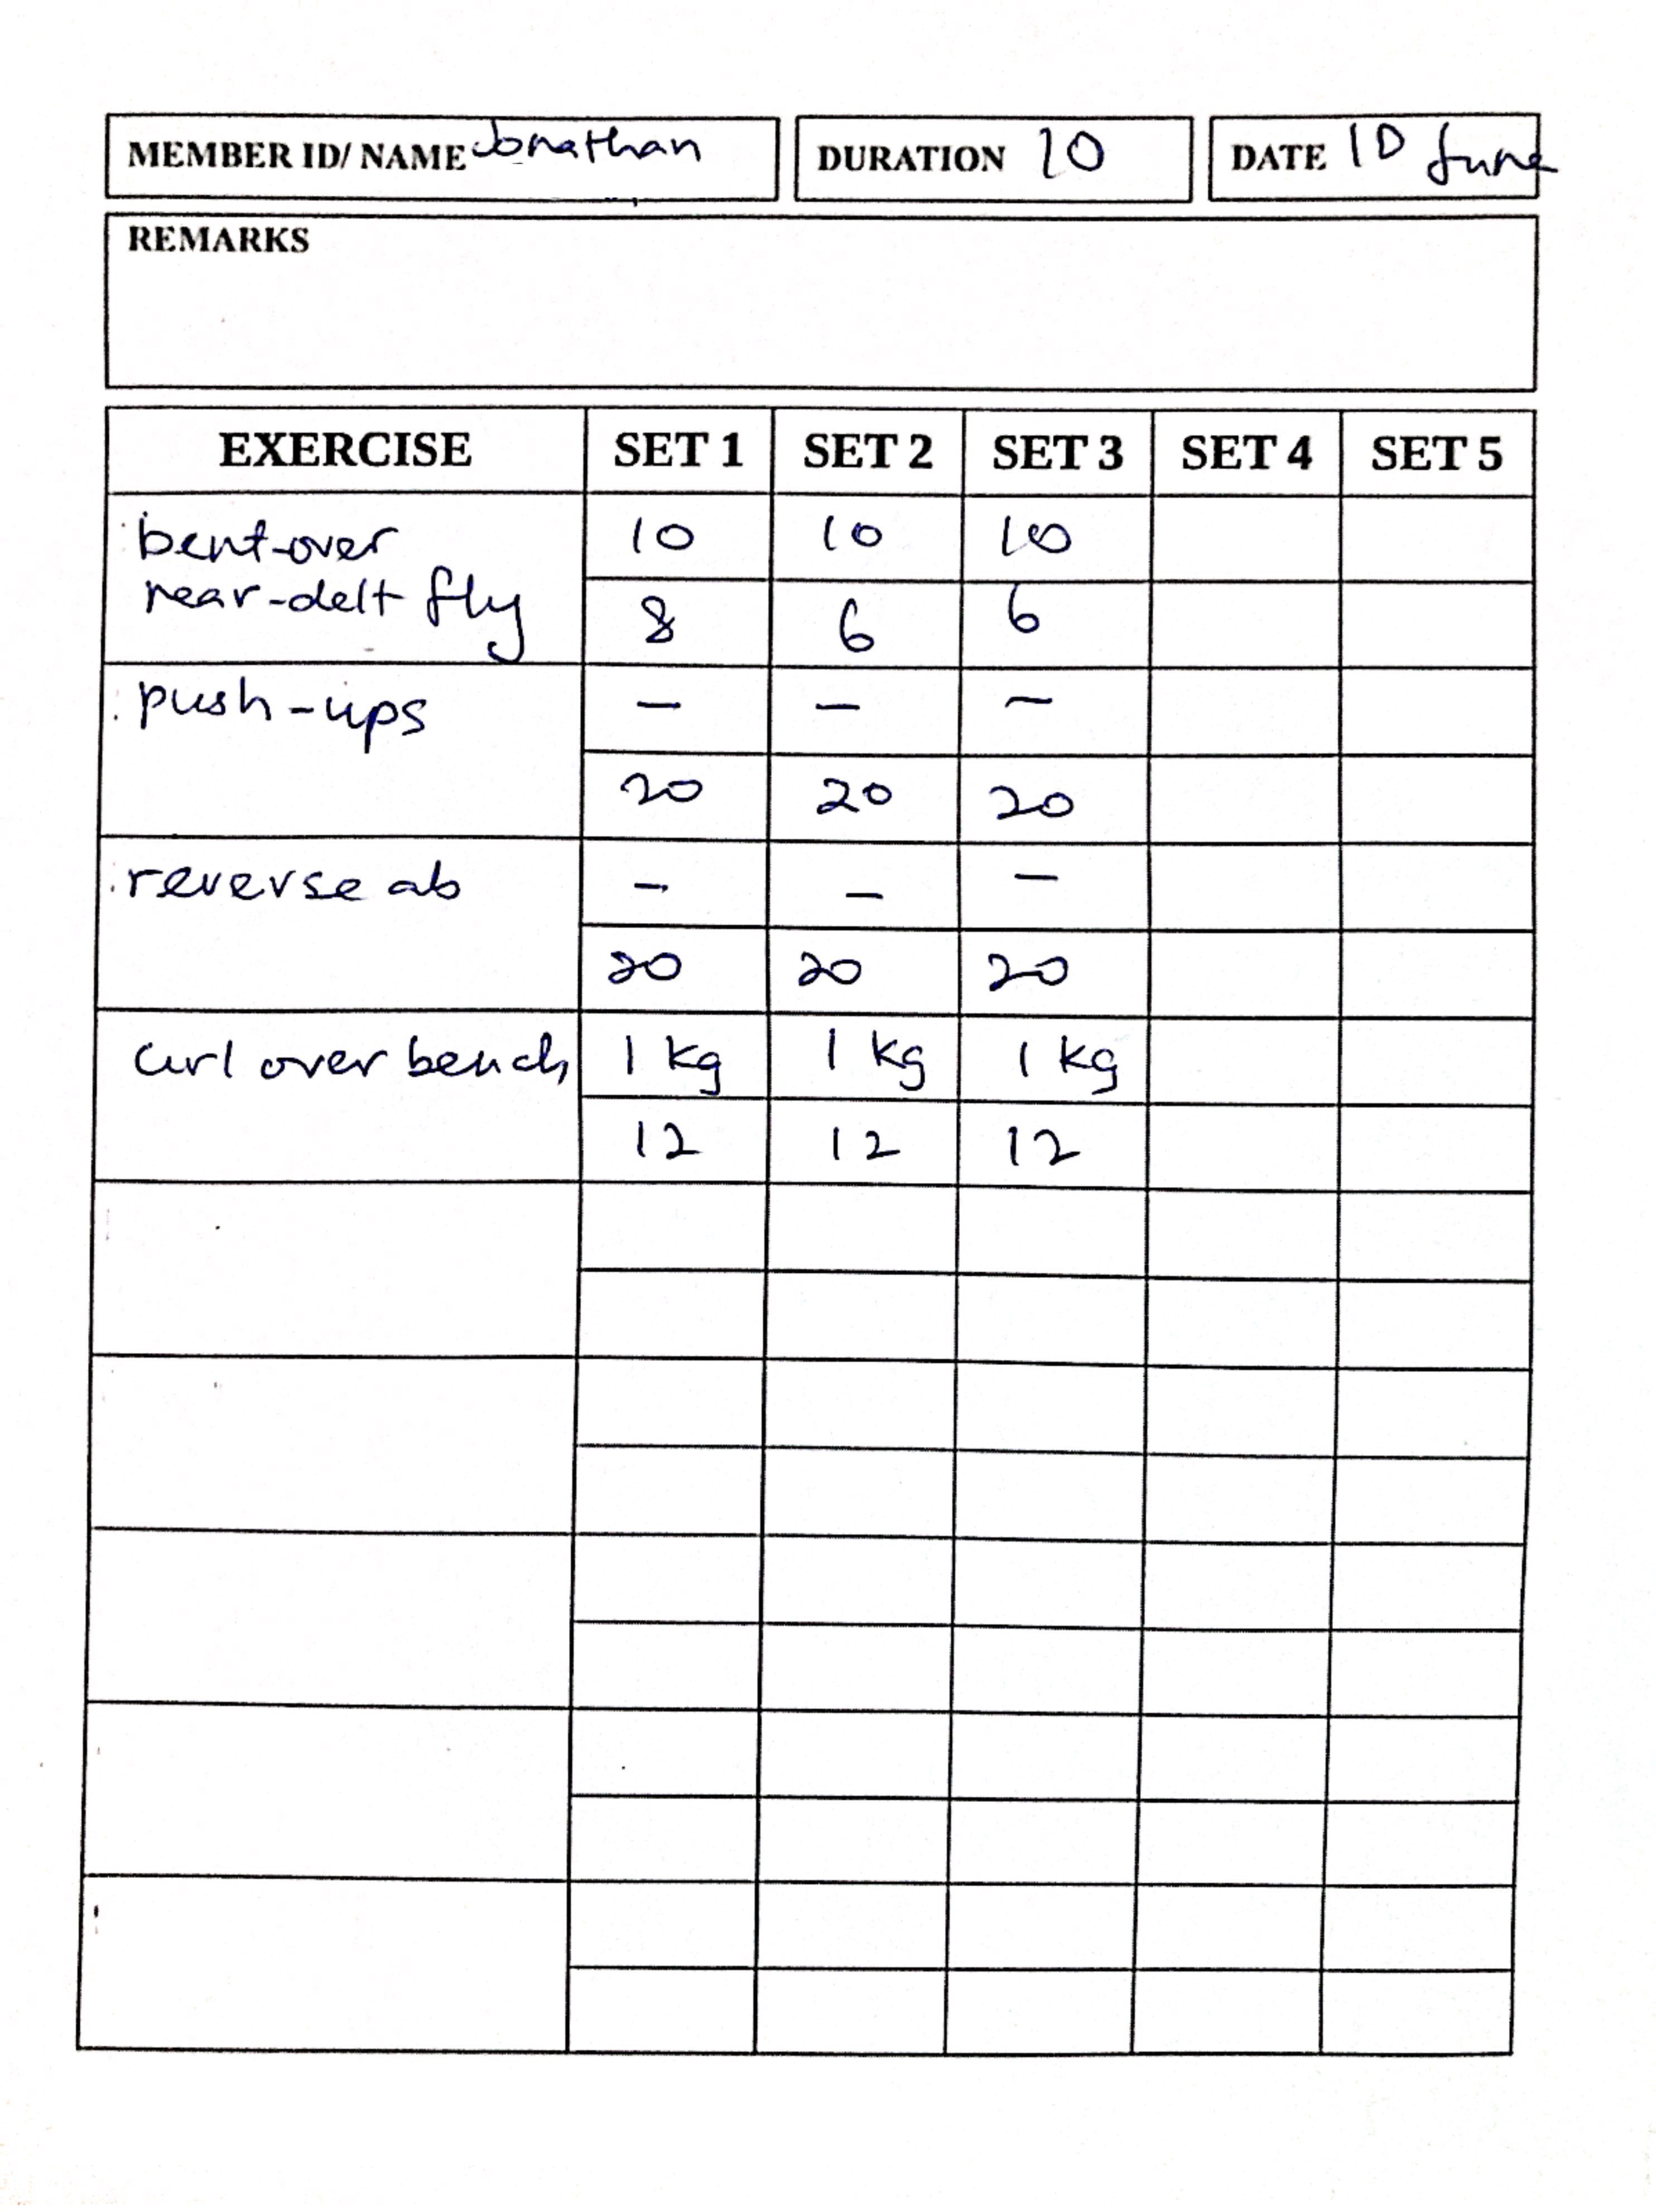 MEMBER ID/ NAME Jonathan DURATION 10 DATE 10 June
REMARKS
EXERCISE SET 1 SET 2 SET 3 SET 4 SET 5
bent-over 10 10 10
rear-delt fly 8 6 6
push-ups – – –
20 20 20
reverse ab – – –
20 20 20
curl over bench 1 kg 1 kg 1 kg
12 12 12